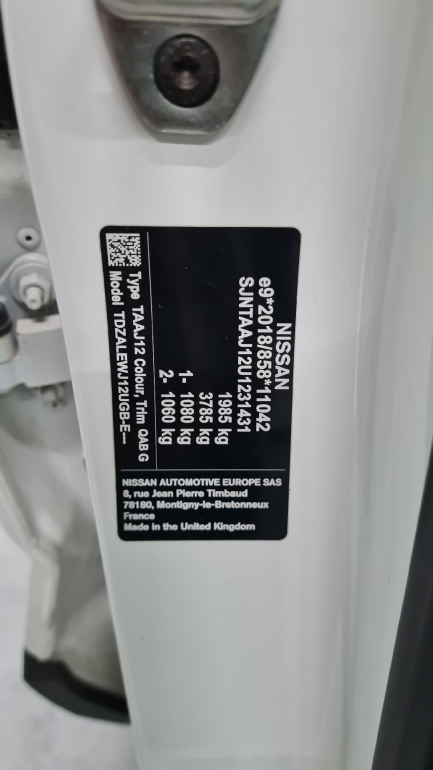 NISSAN
e9*2018/858*11042
SJNTAAJ12U1231431
1985 kg
3785 kg
1- 1080 kg
2- 1060 kg
Type TAAJ12 Colour, Trim QAB G
Model TDZALEWJ12UGB-E---
NISSAN AUTOMOTIVE EUROPE SAS
8, rue Jean Pierre Timbaud
78180, Montigny-le-Bretonneux
France
Made in the United Kingdom